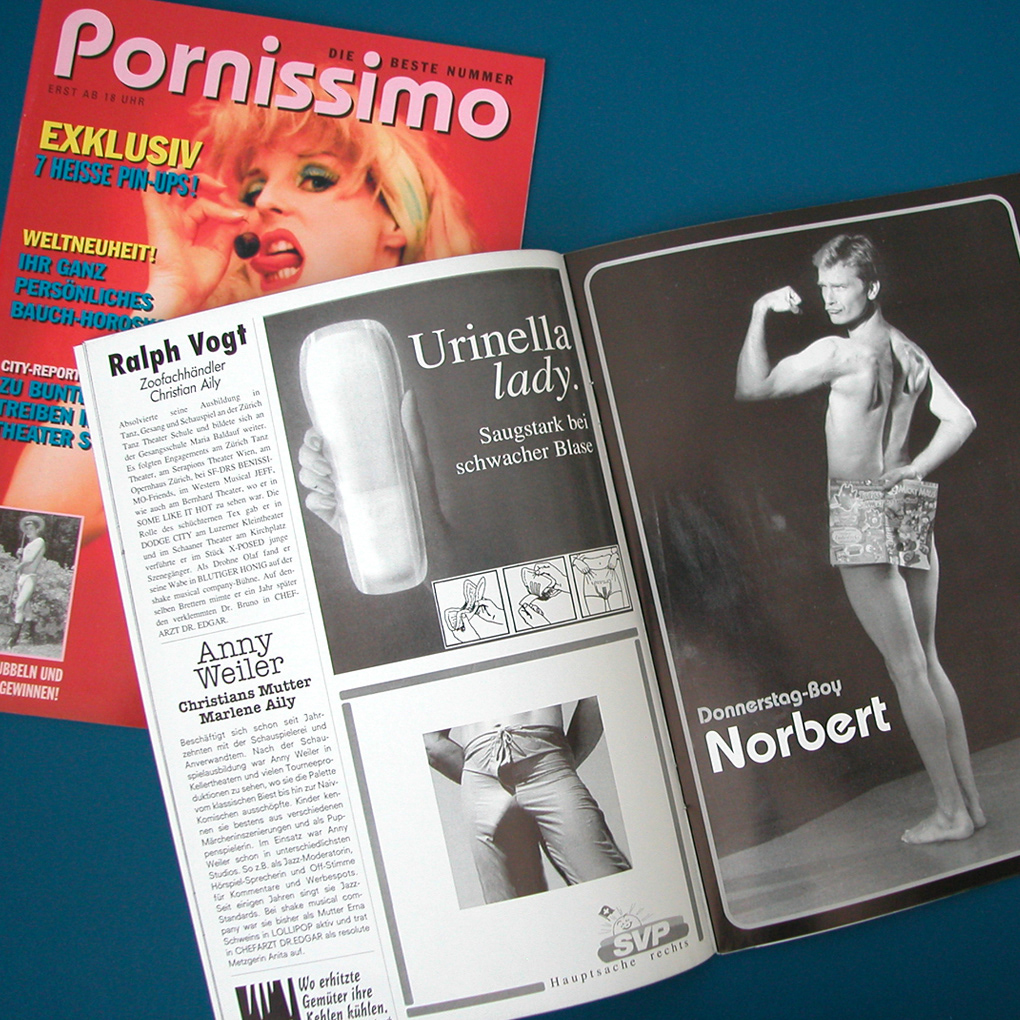 Pornissimo
DIE BESTE NUMMER
ERST AB 18 UHR
EXKLUSIV
7 HEISSE PIN-UPS!
WELTNEUHEIT!
IHR GANZ
PERSÖNLICHES
BAUCH-
CITY-REPORT
ZU
TREIBEN
THEATER
UBBELN UND
GEWINNEN!
Ralph Vogt
Zoofachhändler
Christian Aily
Absolvierte seine Ausbildung in
Tanz, Gesang und Schauspiel an der Zürich
Tanz Theater Schule und bildete sich an
der Gesangsschule Maria Baldauf weiter.
Es folgten Engagements am Zürich Tanz
Theater, am Serapions Theater Wien, am
Opernhaus Zürich, bei SF-DRS BENISSI-
MO-Friends, im Western Musical JEFF,
wie auch am Bernhard Theater, wo er in
SOME LIKE IT HOT zu sehen war. Die
Rolle des schüchternen Tex gab er in
DODGE CITY am Luzerner Kleintheater
und im Schaaner Theater am Kirchplatz
verführte er im Stück X-POSED junge
Szenegänger. Als Drohne Olaf fand er
seine Wabe in BLUTIGER HONIG auf der
shake musical company-Bühne. Auf den-
selben Brettern mimte er ein Jahr später
den verklemmten Dr. Bruno in CHEF-
ARZT DR. EDGAR.
Anny
Weiler
Christians Mutter
Marlene Aily
Beschäftigt sich schon seit Jahr-
zehnten mit der Schauspielerei und
Anverwandtem. Nach der Schau-
spielausbildung war Anny Weiler in
Kellertheatern und vielen Tourneepro-
duktionen zu sehen, wo sie die Palette
vom klassischen Biest bis hin zur Naiv-
Komischen ausschöpfte. Kinder ken-
nen sie bestens aus verschiedenen
Märcheninszenierungen und als Pup-
penspielerin. Im Einsatz war Anny
Weiler schon in unterschiedlichsten
Studios. So z.B. als Jazz-Moderatorin,
Hörspiel-Sprecherin und Off-Stimme
für Kommentare und Werbespots.
Seit einigen Jahren singt sie Jazz-
Standards. Bei shake musical com-
pany war sie bisher als Mutter Erna
Schweins in LOLLIPOP aktiv und trat
in CHEFARZT DR.EDGAR als resolute
Metzgerin Anita auf.
Wo erhitzte
Gemüter ihre
Kehlen kühlen.
Urinella
lady.
Saugstark bei
schwacher Blase
SVP
Hauptsache rechts
Donnerstag-Boy
Norbert